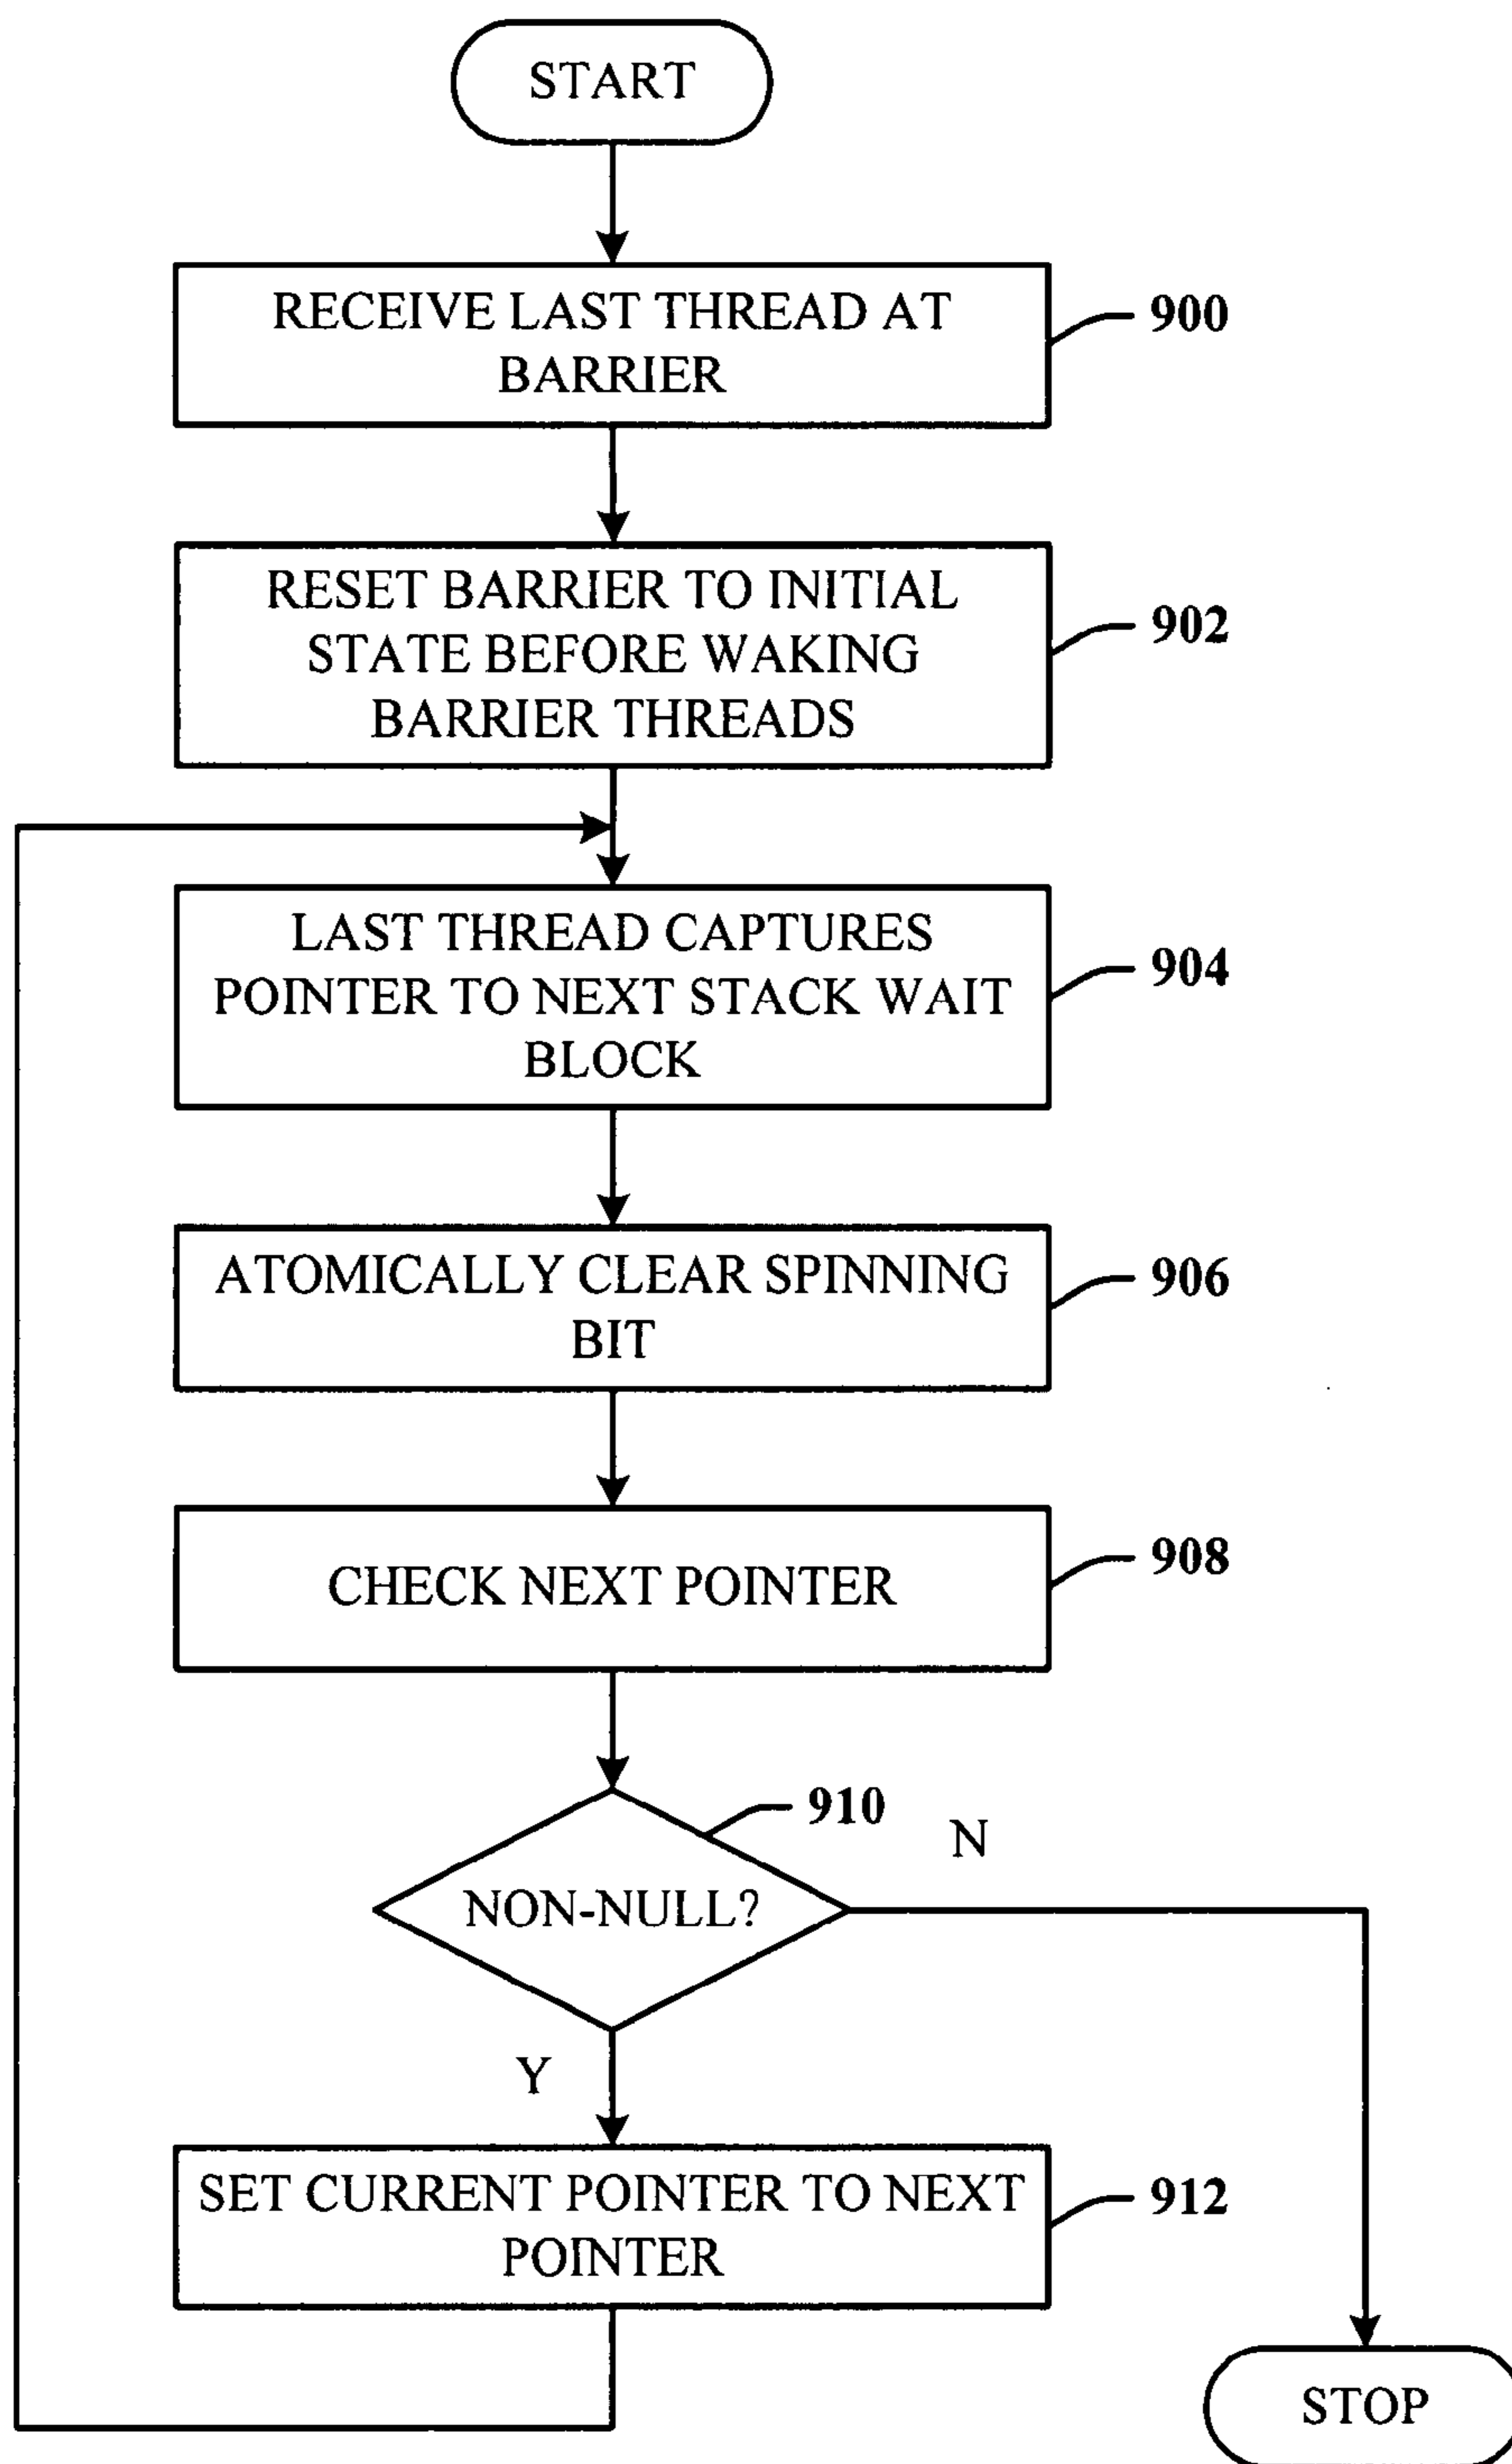 START
RECEIVE LAST THREAD AT
BARRIER
900
RESET BARRIER TO INITIAL
STATE BEFORE WAKING
BARRIER THREADS
902
LAST THREAD CAPTURES
POINTER TO NEXT STACK WAIT
BLOCK
904
ATOMICALLY CLEAR SPINNING
BIT
906
CHECK NEXT POINTER
908
910
N
NON-NULL?
Y
SET CURRENT POINTER TO NEXT
POINTER
912
STOP